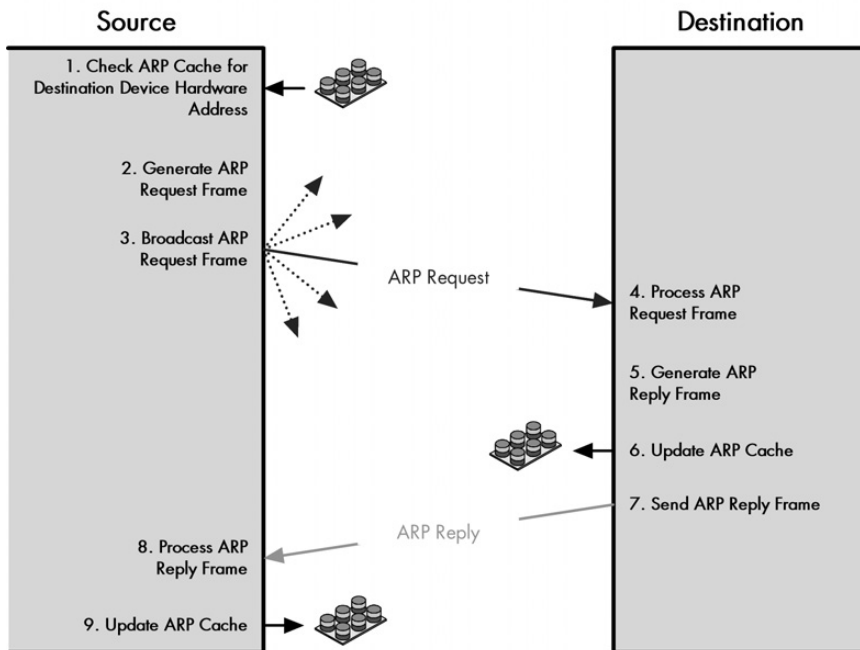 Source
Destination
1. Check ARP Cache for
Destination Device Hardware
Address
2. Generate ARP
Request Frame
3. Broadcast ARP
Request Frame
ARP Request
4. Process ARP
Request Frame
5. Generate ARP
Reply Frame
6. Update ARP Cache
7. Send ARP Reply Frame
ARP Reply
8. Process ARP
Reply Frame
9. Update ARP Cache